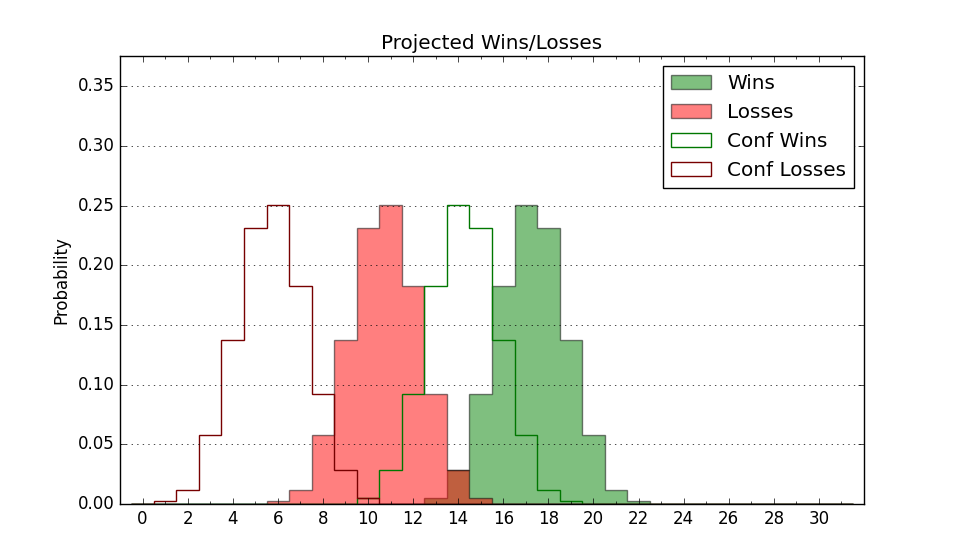 Projected Wins/Losses
Wins
Losses
Conf Wins
Conf Losses
Probability
0.35
0.30
0.25
0.20
0.15
0.10
0.05
0.00
0 2 4 6 8 10 12 14 16 18 20 22 24 26 28 30